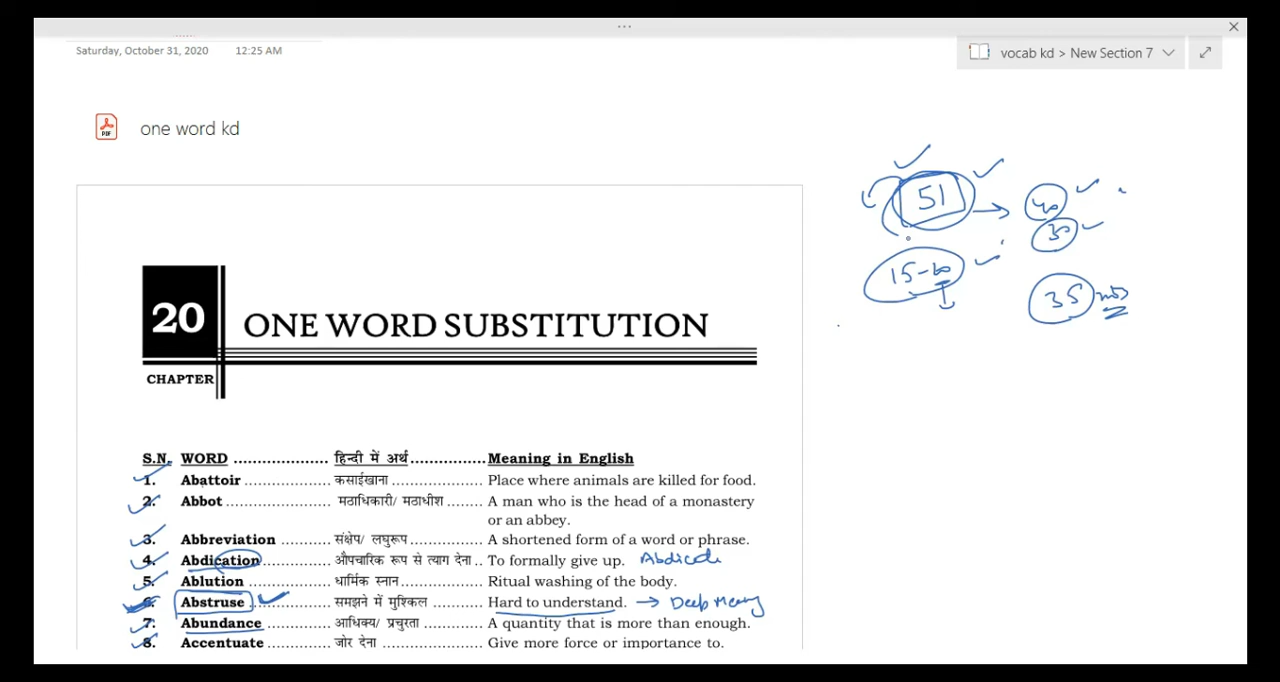 Saturday, October 31, 2020 12:25 AM
vocab kd > New Section 7
PDF
one word kd
51
40
30
15-60
35
20
CHAPTER
ONE WORD SUBSTITUTION
S.N. WORD .................... हिन्दी में अर्थ ................ Meaning in English
1. Abattoir .................. कसाईखाना ..................... Place where animals are killed for food.
2. Abbot ...................... मठाधिकारी/ मठाधीश ........ A man who is the head of a monastery
or an abbey.
3. Abbreviation .......... संक्षेप/ लघुरूप ................ A shortened form of a word or phrase.
4. Abdication ............. औपचारिक रूप से त्याग देना .. To formally give up. Abdicate
5. Ablution ................. धार्मिक स्नान ................... Ritual washing of the body.
6. Abstruse ................ समझने में मुश्किल ............ Hard to understand. → Deep Meaning
7. Abundance ............. आधिक्य/ प्रचुरता ............. A quantity that is more than enough.
8. Accentuate ............. जोर देना ....................... Give more force or importance to.